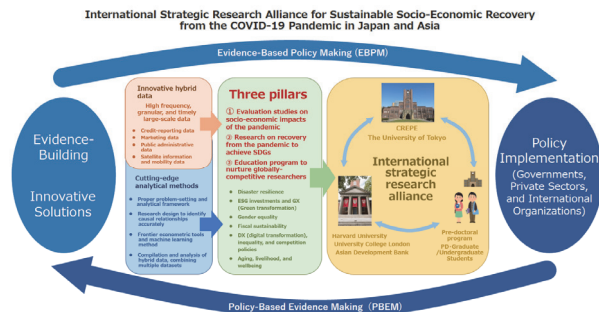 International Strategic Research Alliance for Sustainable Socio-Economic Recovery
from the COVID-19 Pandemic in Japan and Asia
Evidence-Based Policy Making (EBPM)
Evidence-
Building
Innovative
Solutions
Innovative hybrid
data
High frequency,
granular, and timely
large-scale data
• Credit-reporting data
• Marketing data
• Public administrative
data
• Satellite information
and mobility data
Cutting-edge
analytical methods
• Proper problem-setting and
analytical framework
• Research design to identify
causal relationships
accurately
• Frontier econometric tools
and machine learning
method
• Compilation and analysis of
hybrid data, combining
multiple datasets
Three pillars
① Evaluation studies on
socio-economic impacts
of the pandemic
② Research on recovery
from the pandemic to
achieve SDGs
③ Education program to
nurture globally-
competitive researchers
• Disaster resilience
• ESG investments and GX
(Green transformation)
• Gender equality
• Fiscal sustainability
• DX (digital transformation),
inequality, and competition
policies
• Aging, livelihood, and
wellbeing
CREPE
The University of Tokyo
International
strategic
research
alliance
Harvard University
University College London
Asian Development Bank
Pre-doctoral
program
PD-Graduate
/Undergraduate
Students
Policy
Implementation
(Governments,
Private Sectors,
and International
Organizations)
Policy-Based Evidence Making (PBEM)